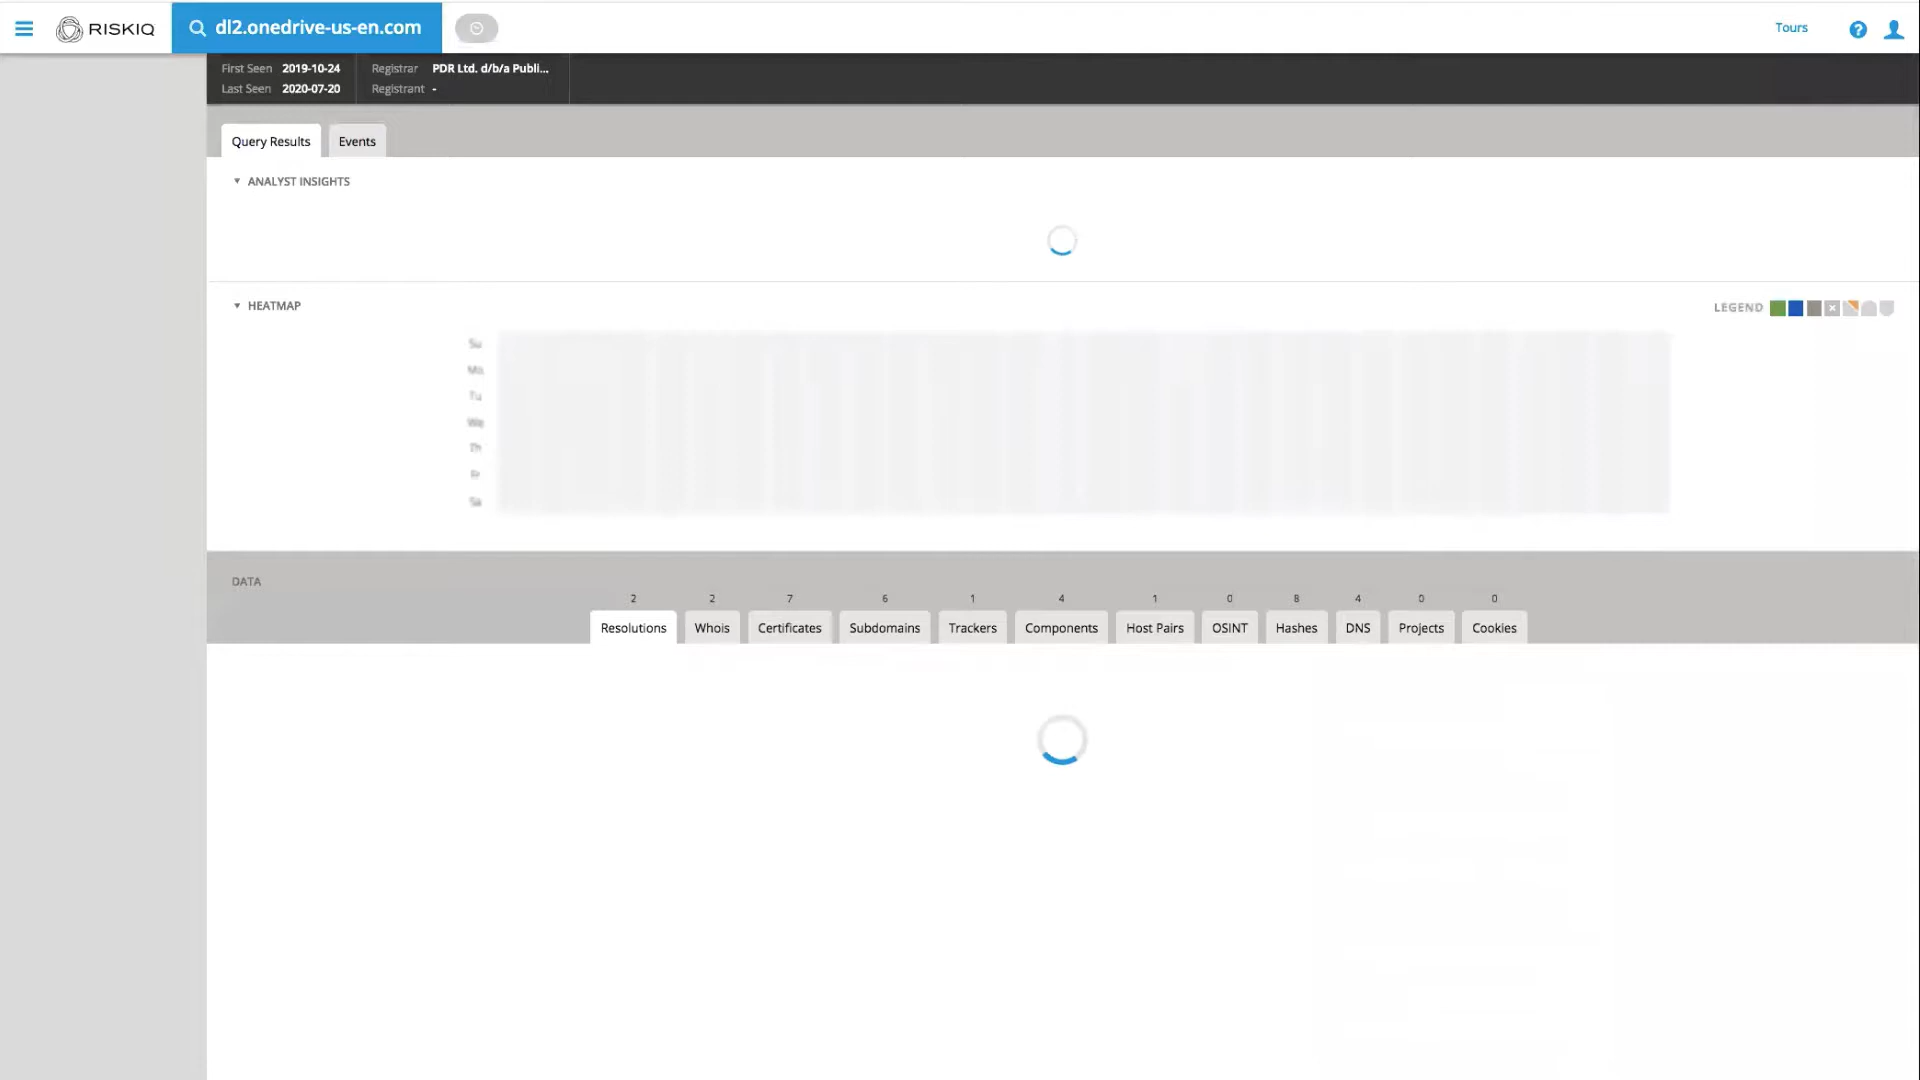 RISKIQ
dl2.onedrive-us-en.com
Tours
First Seen 2019-10-24 Registrar PDR Ltd. d/b/a Publi...
Last Seen 2020-07-20 Registrant -
Query Results Events
ANALYST INSIGHTS
HEATMAP
LEGEND
Su
Mo
Tu
We
Th
Fr
Sa
DATA
2 2 7 6 1 4 1 0 8 4 0 0
Resolutions Whois Certificates Subdomains Trackers Components Host Pairs OSINT Hashes DNS Projects Cookies